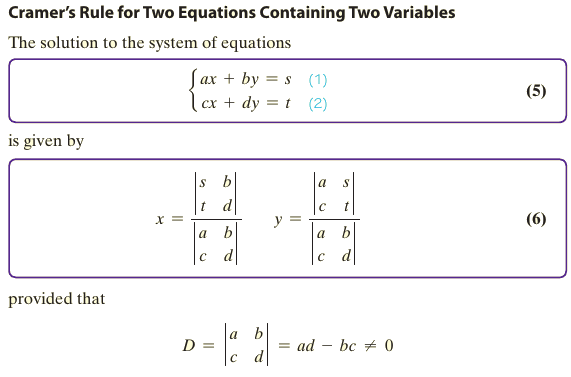 Cramer's Rule for Two Equations Containing Two Variables
The solution to the system of equations
{ ax + by = s (1)
cx + dy = t (2)
(5)
is given by
x = |s b; t d| / |a b; c d| y = |a s; c t| / |a b; c d| (6)
provided that
D = |a b; c d| = ad − bc ≠ 0